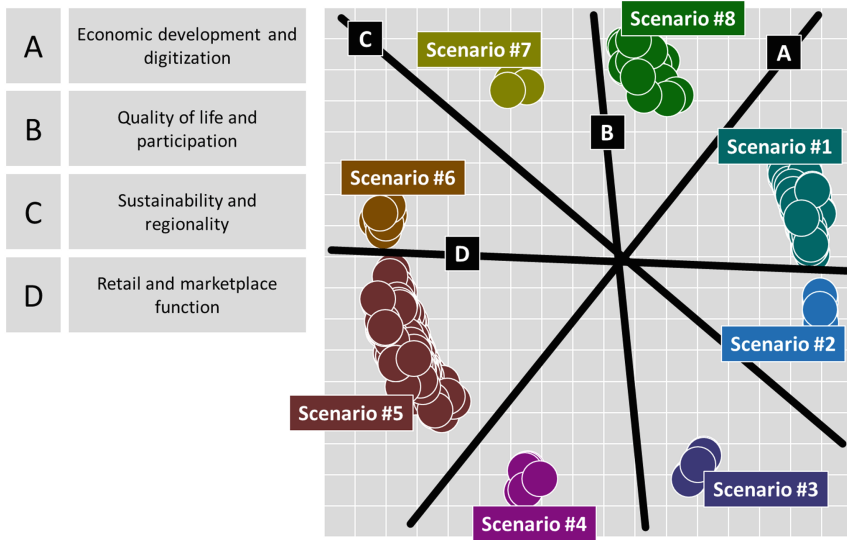 A
Economic development and
digitization
B
Quality of life and
participation
C
Sustainability and
regionality
D
Retail and marketplace
function
Scenario #8
C
Scenario #7
A
B
Scenario #1
Scenario #6
D
Scenario #2
Scenario #5
Scenario #3
Scenario #4